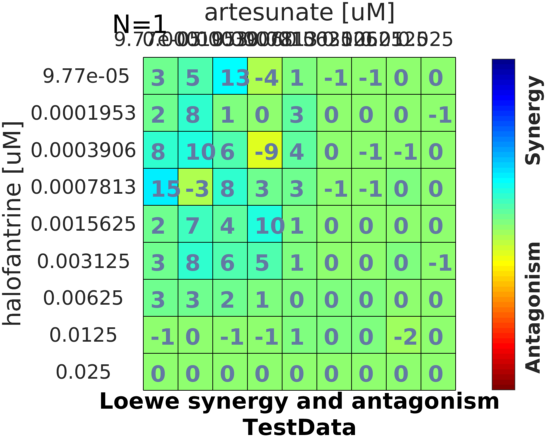 artesunate [uM]
N=1
9.77e-05 3 5 13 -4 1 -1 -1 0 0
0.0001953 2 8 1 0 3 0 0 0 -1
0.0003906 8 10 6 -9 4 0 -1 -1 0
0.0007813 15 -3 8 3 3 -1 -1 0 0
0.0015625 2 7 4 10 1 0 0 0 0
0.003125 3 8 6 5 1 0 0 0 -1
0.00625 3 3 2 1 0 0 0 0 0
0.0125 -1 0 -1 -1 1 0 0 -2 0
0.025 0 0 0 0 0 0 0 0 0
halofantrine [uM]
Synergy
Antagonism
Loewe synergy and antagonism
TestData